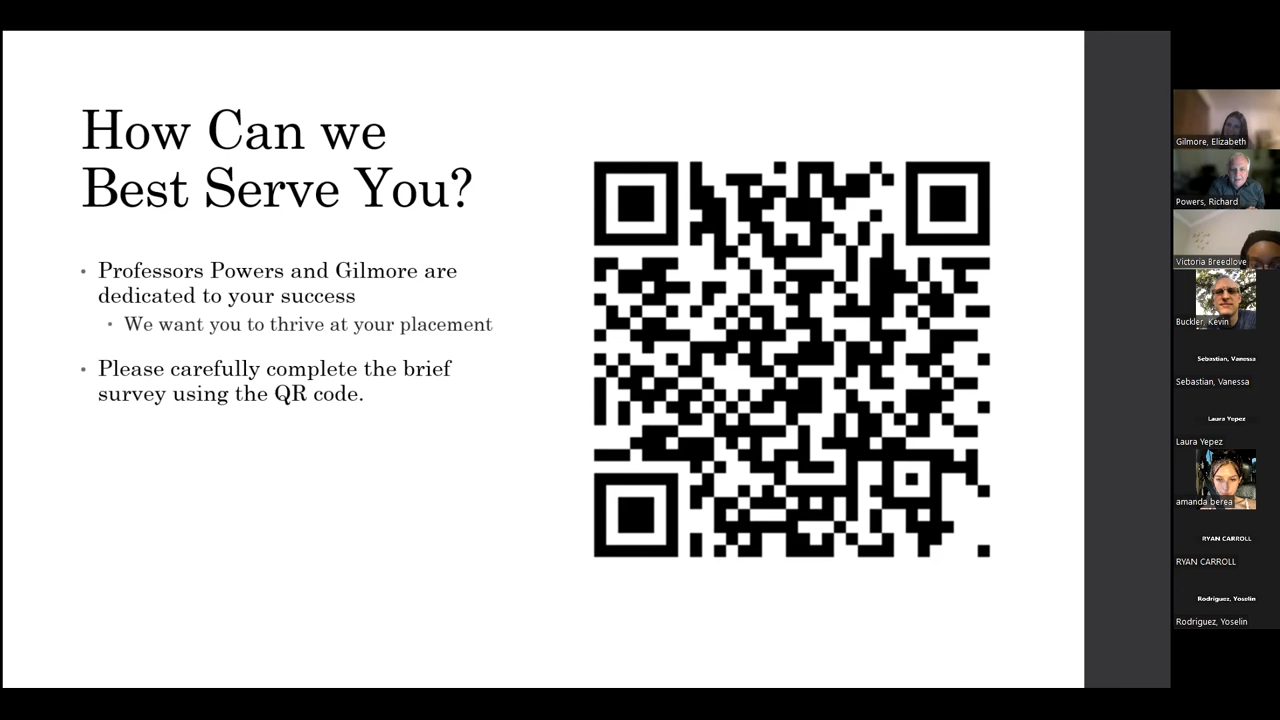 How Can we
Best Serve You?
• Professors Powers and Gilmore are
dedicated to your success
• We want you to thrive at your placement
• Please carefully complete the brief
survey using the QR code.
Gilmore, Elizabeth
Powers, Richard
Victoria Breedlove
Buckler, Kevin
Sebastian, Vanessa
Sebastian, Vanessa
Laura Yepez
Laura Yepez
amanda berea
RYAN CARROLL
RYAN CARROLL
Rodriguez, Yoselin
Rodriguez, Yoselin